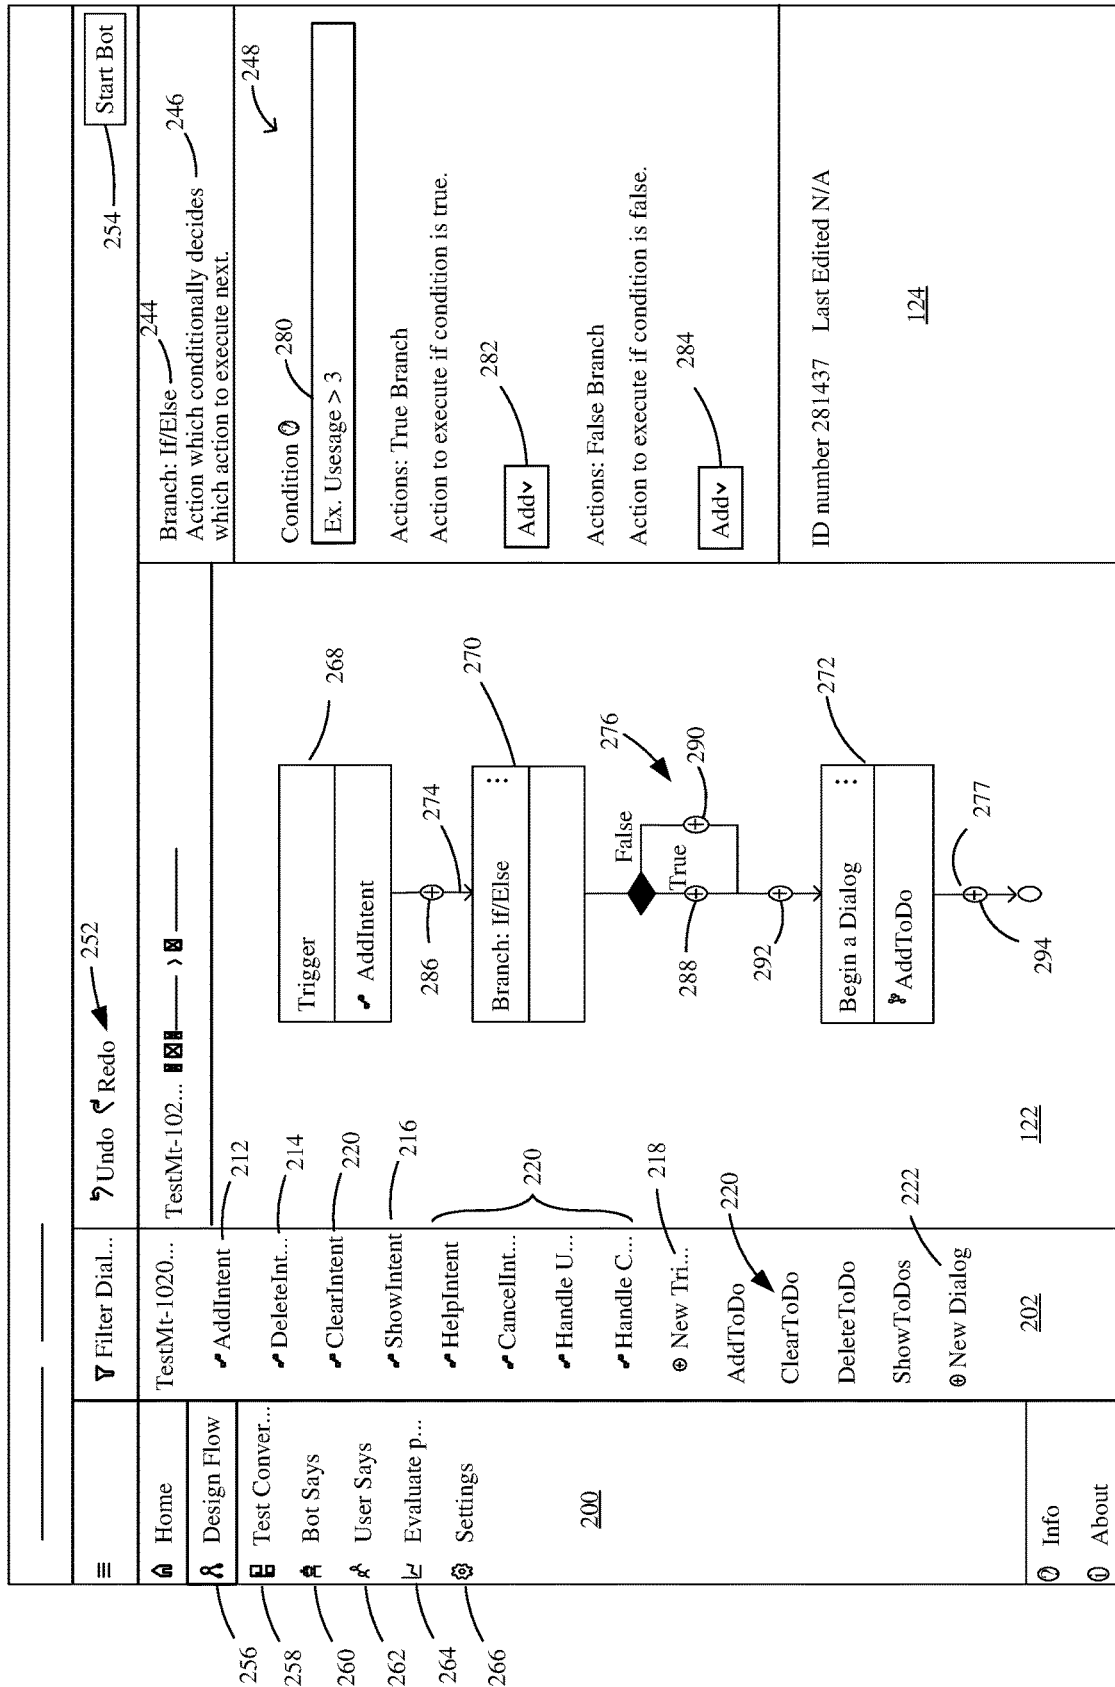 254
Start Bot
252
Undo
Redo
Filter Dial...
Home
Design Flow
Test Conver...
Bot Says
User Says
Evaluate p...
Settings
200
Info
About
256
258
260
262
264
266
TestMt-1020...
AddIntent
DeleteInt...
ClearIntent
ShowIntent
HelpIntent
CancelInt...
Handle U...
Handle C...
New Tri...
AddToDo
ClearToDo
DeleteToDo
ShowToDos
New Dialog
202
212
214
220
216
220
218
220
222
TestMt-102...
Trigger
AddIntent
268
286
274
Branch: If/Else
270
276
False
True
288
290
292
Begin a Dialog
AddToDo
272
277
294
122
Branch: If/Else
244
Action which conditionally decides
246
which action to execute next.
248
Condition
280
Ex. Usesage > 3
Actions: True Branch
Action to execute if condition is true.
282
Add
Actions: False Branch
Action to execute if condition is false.
284
Add
ID number 281437 Last Edited N/A
124